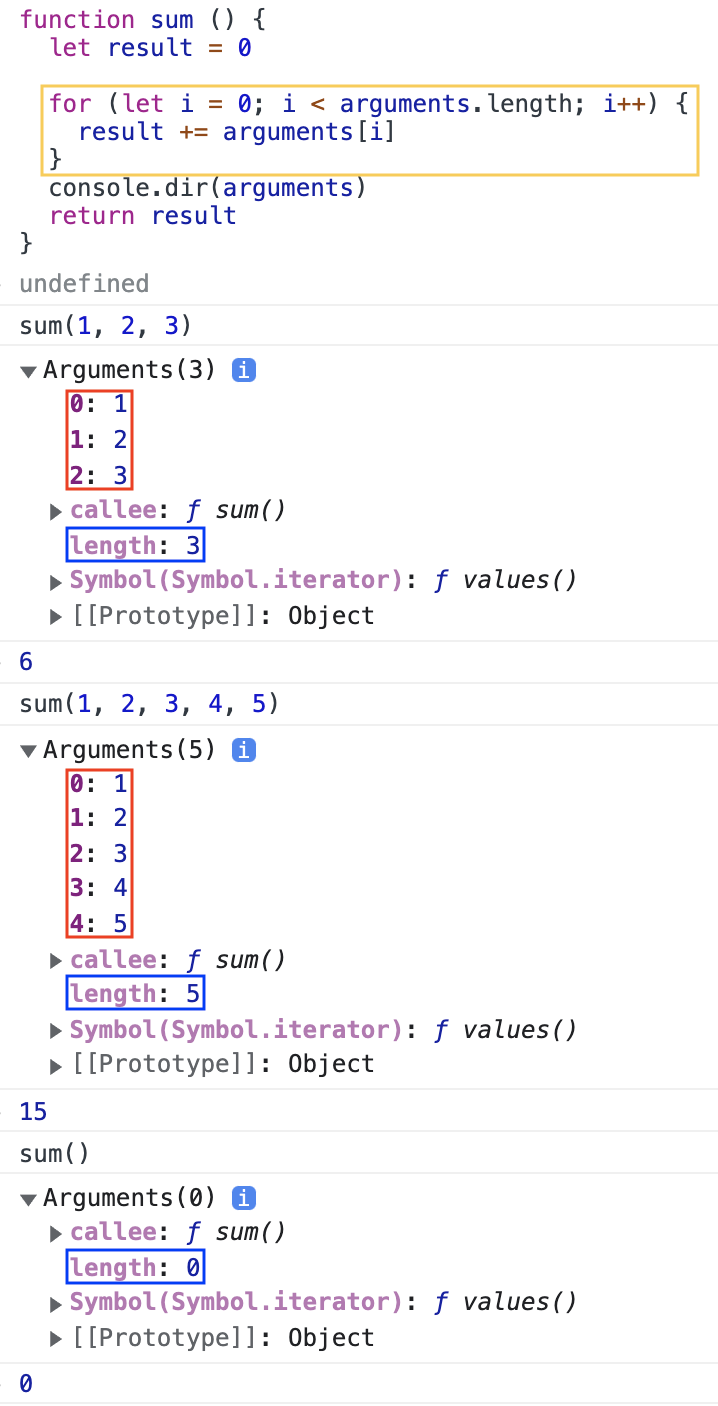 function sum () {
let result = 0
for (let i = 0; i < arguments.length; i++) {
result += arguments[i]
}
console.dir(arguments)
return result
}
undefined
sum(1, 2, 3)
Arguments(3) i
0: 1
1: 2
2: 3
callee: ƒ sum()
length: 3
Symbol(Symbol.iterator): ƒ values()
[[Prototype]]: Object
6
sum(1, 2, 3, 4, 5)
Arguments(5) i
0: 1
1: 2
2: 3
3: 4
4: 5
callee: ƒ sum()
length: 5
Symbol(Symbol.iterator): ƒ values()
[[Prototype]]: Object
15
sum()
Arguments(0) i
callee: ƒ sum()
length: 0
Symbol(Symbol.iterator): ƒ values()
[[Prototype]]: Object
0